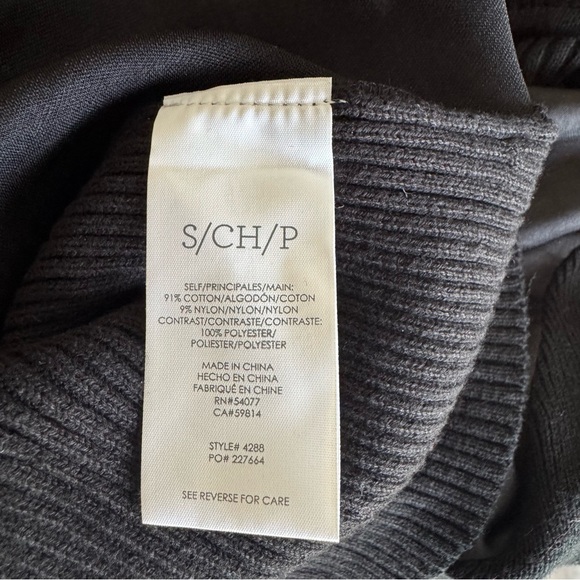 S/CH/P
SELF/PRINCIPALES/MAIN:
91% COTTON/ALGODÓN/COTON
9% NYLON/NYLON/NYLON
CONTRAST/CONTRASTE/CONTRASTE:
100% POLYESTER/
POLIESTER/POLYESTER
MADE IN CHINA
HECHO EN CHINA
FABRIQUÉ EN CHINE
RN#54077
CA#59814
STYLE# 4288
PO# 227664
SEE REVERSE FOR CARE